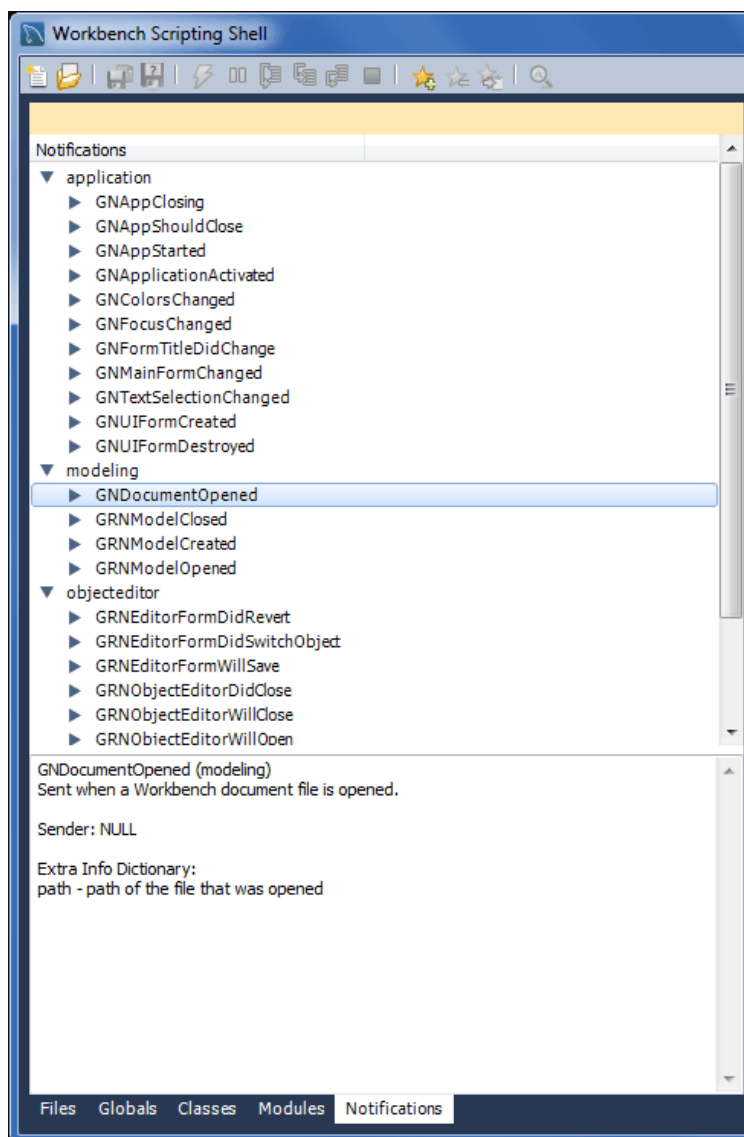 Workbench Scripting Shell
Notifications
application
GNAppClosing
GNAppShouldClose
GNAppStarted
GNApplicationActivated
GNColorsChanged
GNFocusChanged
GNFormTitleDidChange
GNMainFormChanged
GNTextSelectionChanged
GNUIFormCreated
GNUIFormDestroyed
modeling
GNDocumentOpened
GRNModelClosed
GRNModelCreated
GRNModelOpened
objecteditor
GRNEditorFormDidRevert
GRNEditorFormDidSwitchObject
GRNEditorFormWillSave
GRNObjectEditorDidClose
GRNObjectEditorWillClose
GRNObjectEditorWillOpen
GNDocumentOpened (modeling)
Sent when a Workbench document file is opened.
Sender: NULL
Extra Info Dictionary:
path - path of the file that was opened
Files Globals Classes Modules Notifications